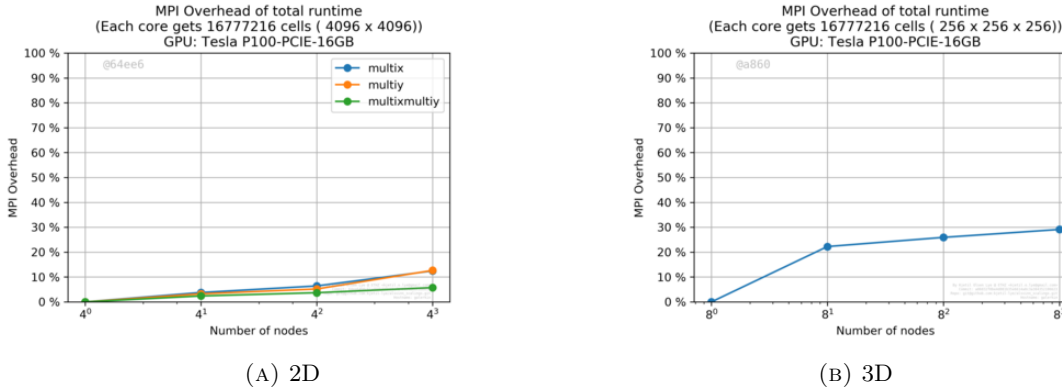 MPI Overhead of total runtime
(Each core gets 16777216 cells ( 4096 x 4096))
GPU: Tesla P100-PCIE-16GB
100 %
90 %
80 %
70 %
60 %
50 %
40 %
30 %
20 %
10 %
0 %
MPI Overhead
@64ee6
multix
multiy
multixmultiy
4⁰
4¹
4²
4³
Number of nodes
(A) 2D
MPI Overhead of total runtime
(Each core gets 16777216 cells ( 256 x 256 x 256))
GPU: Tesla P100-PCIE-16GB
100 %
90 %
80 %
70 %
60 %
50 %
40 %
30 %
20 %
10 %
0 %
MPI Overhead
@a860
8⁰
8¹
8²
Number of nodes
(B) 3D